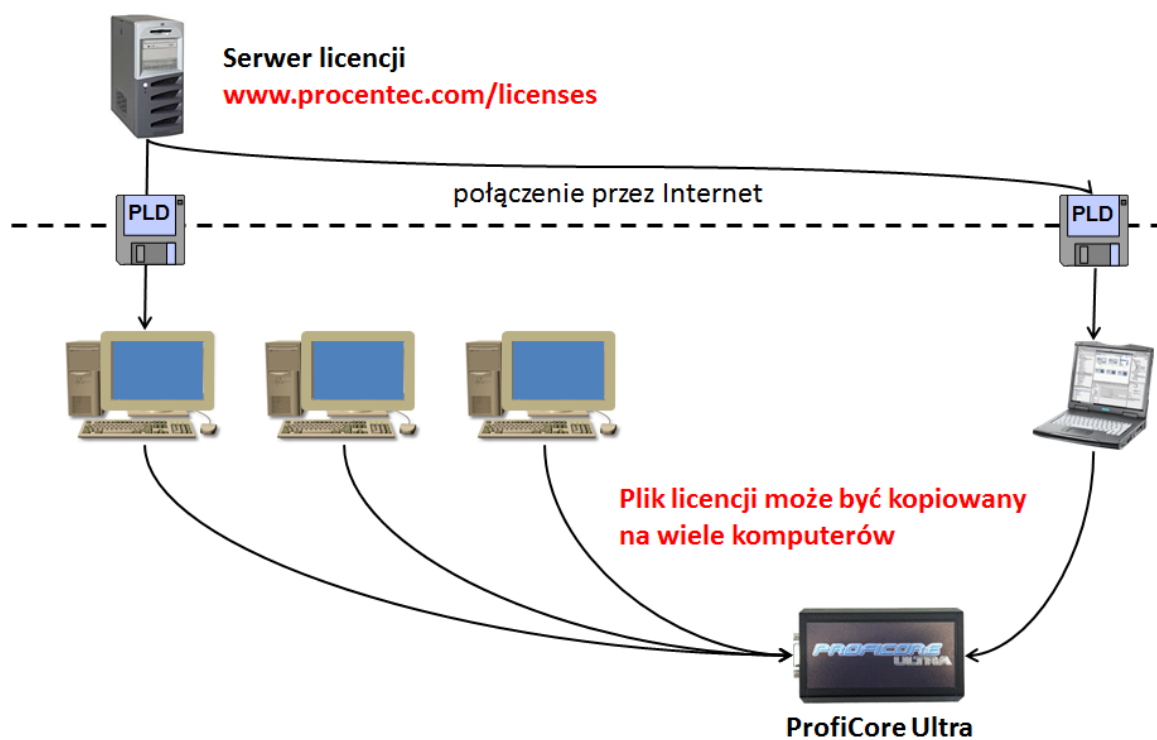 Serwer licencji
www.procentec.com/licenses
połączenie przez Internet
PLD
PLD
Plik licencji może być kopiowany
na wiele komputerów
PROFICORE
ULTRA
ProfiCore Ultra